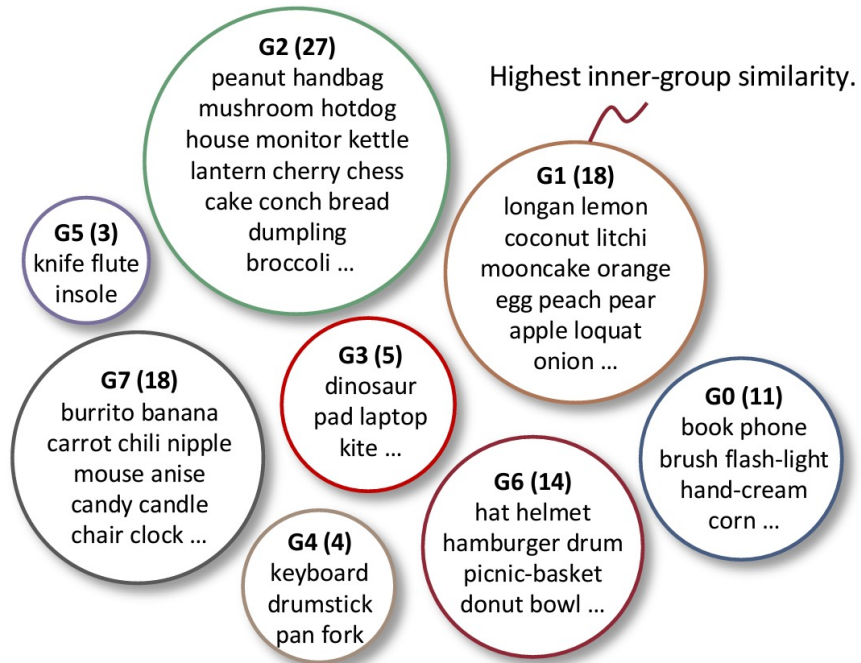 G2 (27)
peanut handbag
mushroom hotdog
house monitor kettle
lantern cherry chess
cake conch bread
dumpling
broccoli ...
Highest inner-group similarity.
G1 (18)
longan lemon
coconut litchi
mooncake orange
egg peach pear
apple loquat
onion ...
G5 (3)
knife flute
insole
G3 (5)
dinosaur
pad laptop
kite ...
G7 (18)
burrito banana
carrot chili nipple
mouse anise
candy candle
chair clock ...
G0 (11)
book phone
brush flash-light
hand-cream
corn ...
G6 (14)
hat helmet
hamburger drum
picnic-basket
donut bowl ...
G4 (4)
keyboard
drumstick
pan fork